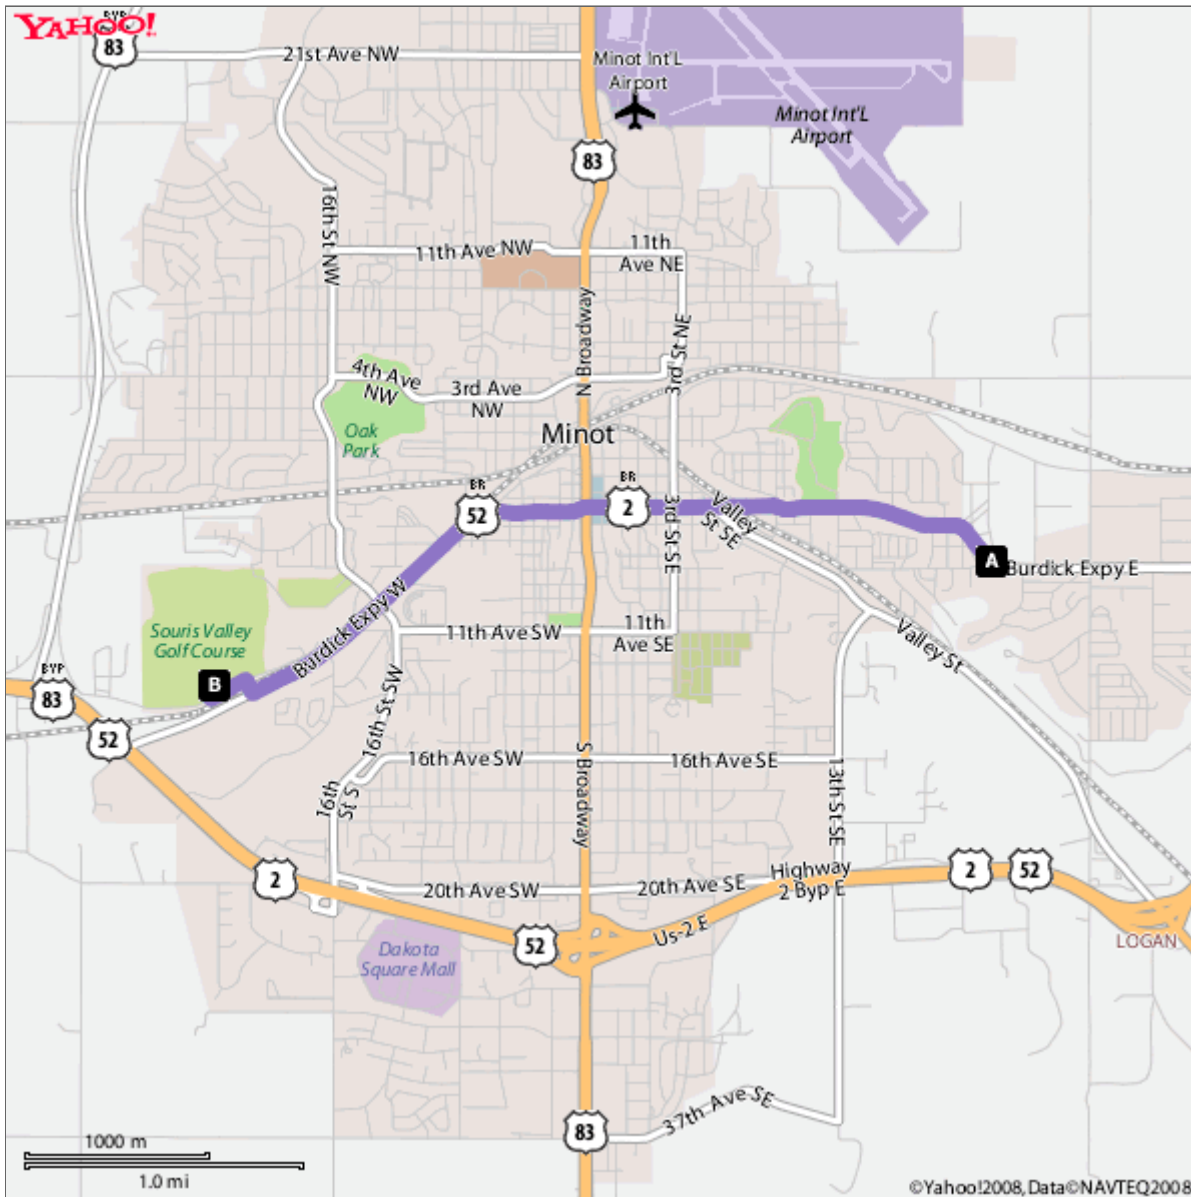 YAHOO!
BYP
83
21st Ave NW
Minot Int'L
Airport
Minot Int'L
Airport
83
16th St NW
11th Ave NW
11th
Ave NE
N Broadway
3rd St NE
4th Ave
NW
3rd Ave
NW
Oak
Park
Minot
BR
52
BR
2
Valley
St SE
3rd St SE
A
Burdick Expy E
Burdick Expy W
Souris Valley
Golf Course
11th Ave SW
11th
Ave SE
Valley St
B
BYP
83
52
16th St SW
16th Ave SW
S Broadway
16th Ave SE
13th St SE
16th
St S
2
20th Ave SW
20th Ave SE
Highway
2 Byp E
2
52
Us-2 E
52
Dakota
Square Mall
LOGAN
37th Ave SE
83
1000 m
1.0 mi
©Yahoo!2008, Data©NAVTEQ2008